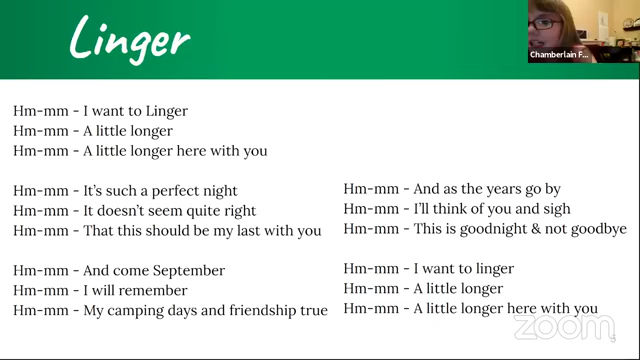 Linger
Chamberlain F...
Hm-mm - I want to Linger
Hm-mm - A little longer
Hm-mm - A little longer here with you
Hm-mm - It's such a perfect night
Hm-mm - It doesn't seem quite right
Hm-mm - That this should be my last with you
Hm-mm - And come September
Hm-mm - I will remember
Hm-mm - My camping days and friendship true
Hm-mm - And as the years go by
Hm-mm - I'll think of you and sigh
Hm-mm - This is goodnight & not goodbye
Hm-mm - I want to linger
Hm-mm - A little longer
Hm-mm - A little longer here with you
zoom
5